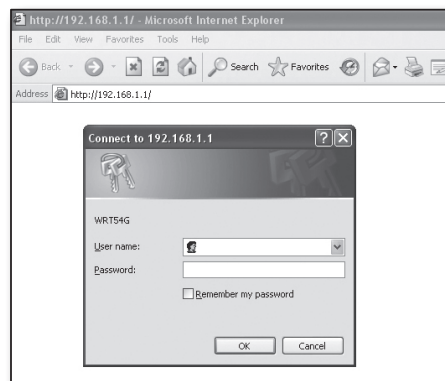 http://192.168.1.1/ - Microsoft Internet Explorer
File Edit View Favorites Tools Help
Back Search Favorites
Address http://192.168.1.1/
Connect to 192.168.1.1
WRT54G
User name:
Password:
Remember my password
OK Cancel